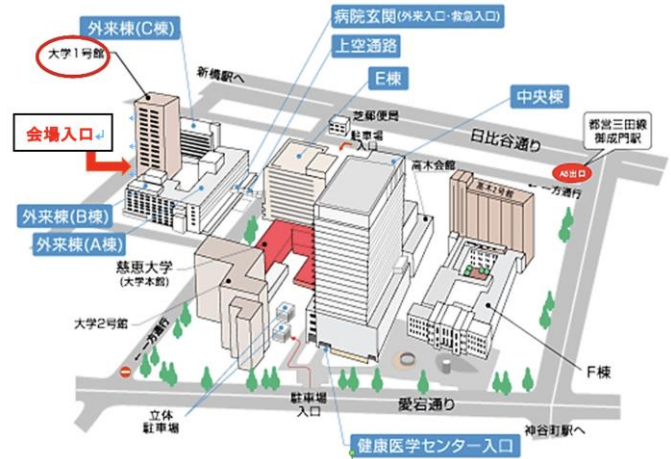 病院玄関(外来入口・救急入口)
外来棟(C棟)
上空通路
大学1号館
E棟
新橋駅へ
中央棟
芝郵便局
日比谷通り
都営三田線
御成門駅
会場入口
駐車場
入口
高木会館
A5出口
高木2号館
←一方通行
外来棟(B棟)
外来棟(A棟)
慈恵大学
(大学本館)
大学2号館
←一方通行
F棟
立体
駐車場
駐車場
入口
愛宕通り
神谷町駅へ
健康医学センター入口